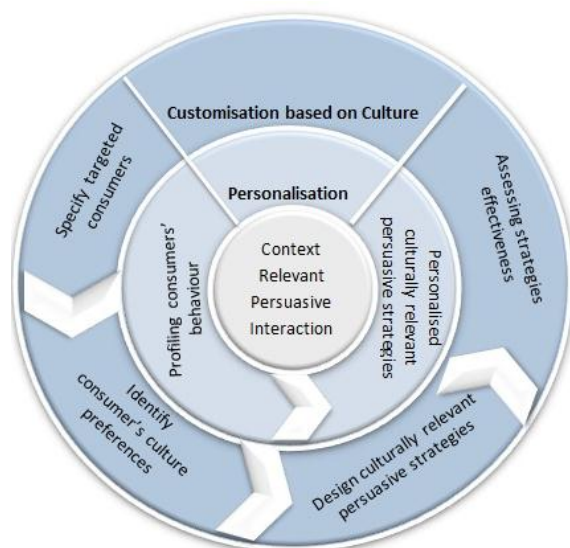 Customisation based on Culture
Specify targeted
consumers
Identify
consumer's culture
preferences
Design culturally relevant
persuasive strategies
Assessing strategies
effectiveness
Personalisation
Profiling consumers'
behaviour
Personalised
culturally relevant
persuasive strategies
Context
Relevant
Persuasive
Interaction